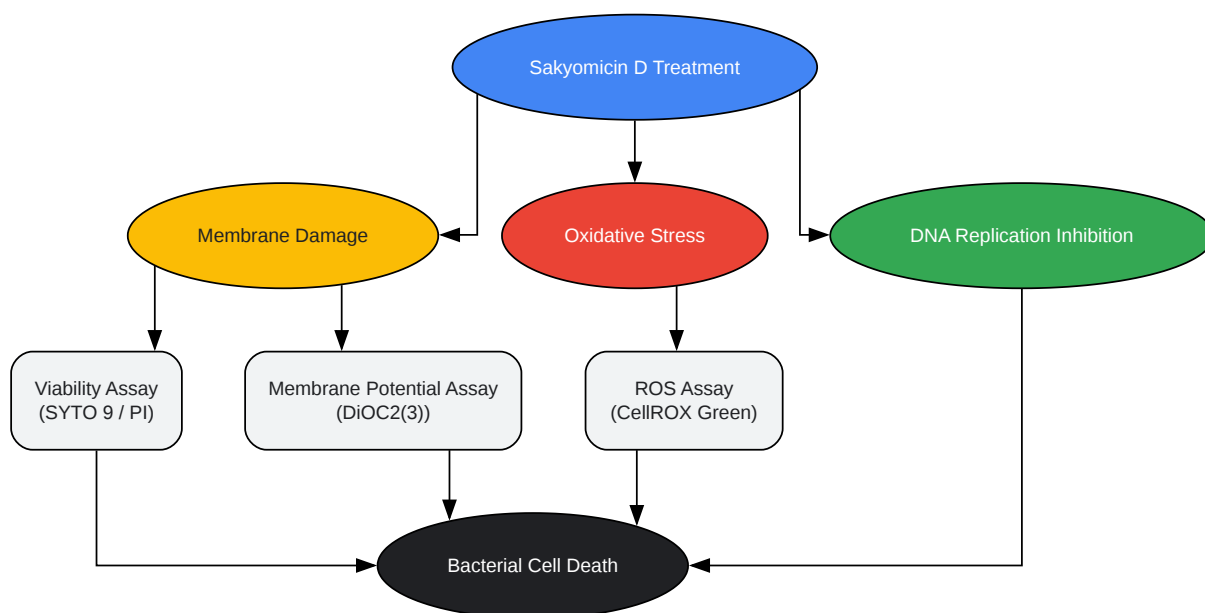 Sakyomicin D Treatment
Membrane Damage
Oxidative Stress
DNA Replication Inhibition
Viability Assay
(SYTO 9 / PI)
Membrane Potential Assay
(DiOC2(3))
ROS Assay
(CellROX Green)
Bacterial Cell Death